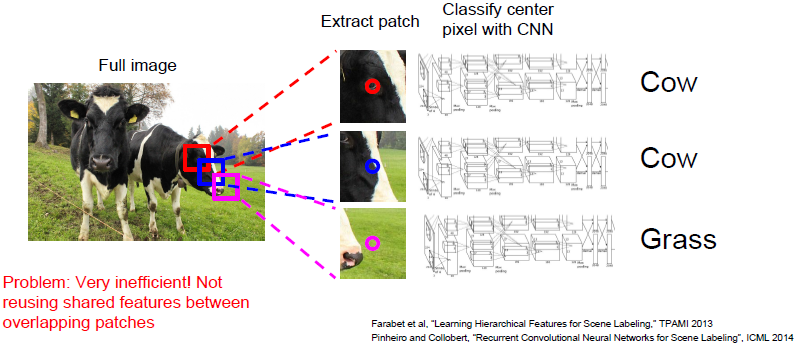 Extract patch
Classify center
pixel with CNN
Full image
Cow
Cow
Grass
Problem: Very inefficient! Not
reusing shared features between
overlapping patches
Farabet et al, “Learning Hierarchical Features for Scene Labeling,” TPAMI 2013
Pinheiro and Collobert, “Recurrent Convolutional Neural Networks for Scene Labeling”, ICML 2014